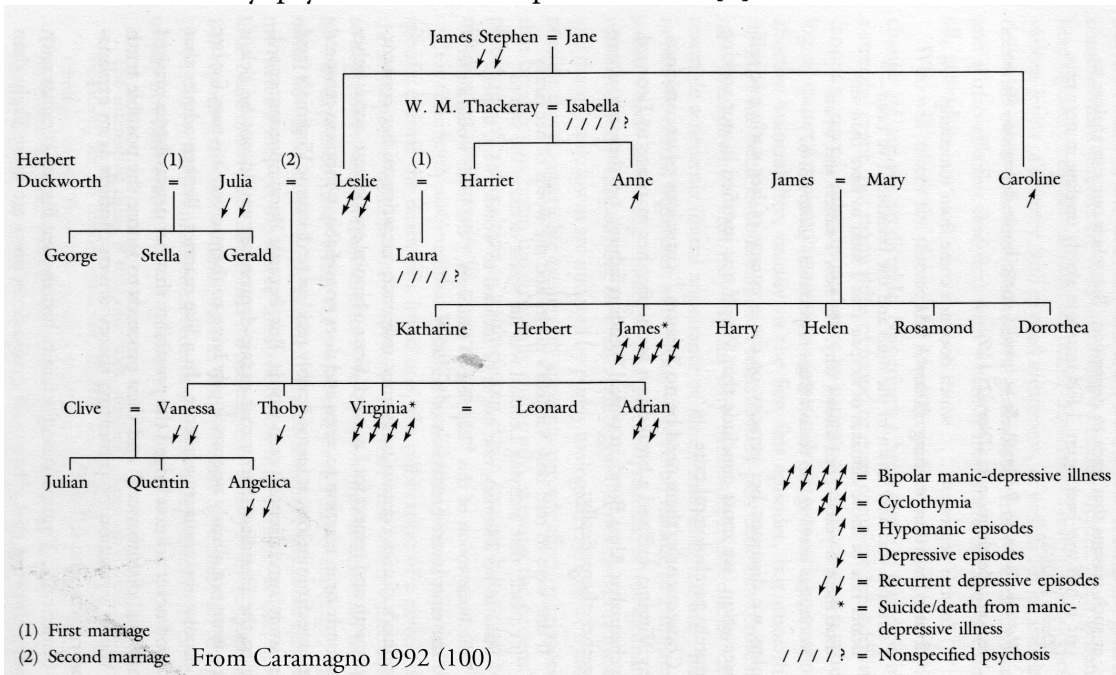 James Stephen = Jane
W. M. Thackeray = Isabella
/ / / / ?
Herbert
Duckworth (1) = Julia (2) = Leslie (1) = Harriet Anne James = Mary Caroline
George Stella Gerald Laura
/ / / / ?
Katharine Herbert James* Harry Helen Rosamond Dorothea
Clive = Vanessa Thoby Virginia* = Leonard Adrian
Julian Quentin Angelica
= Bipolar manic-depressive illness
= Cyclothymia
= Hypomanic episodes
= Depressive episodes
= Recurrent depressive episodes
* = Suicide/death from manic-
depressive illness
/ / / / ? = Nonspecified psychosis
(1) First marriage
(2) Second marriage From Caramagno 1992 (100)